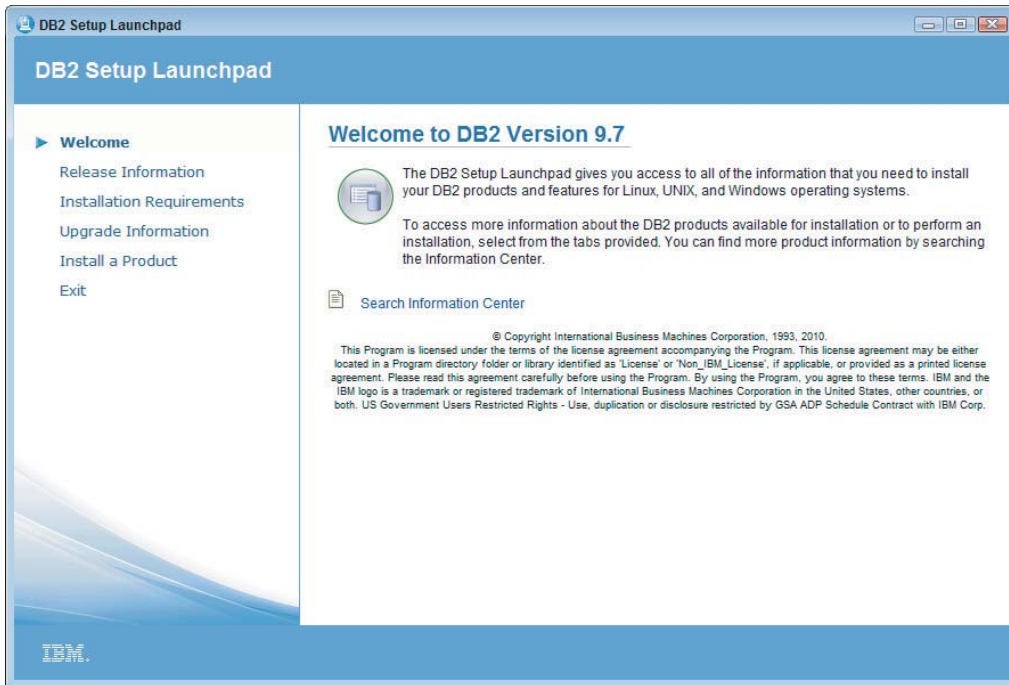 DB2 Setup Launchpad
DB2 Setup Launchpad
Welcome
Release Information
Installation Requirements
Upgrade Information
Install a Product
Exit
Welcome to DB2 Version 9.7
The DB2 Setup Launchpad gives you access to all of the information that you need to install
your DB2 products and features for Linux, UNIX, and Windows operating systems.
To access more information about the DB2 products available for installation or to perform an
installation, select from the tabs provided. You can find more product information by searching
the Information Center.
Search Information Center
© Copyright International Business Machines Corporation, 1993, 2010.
This Program is licensed under the terms of the license agreement accompanying the Program. This license agreement may be either
located in a Program directory folder or library identified as 'License' or 'Non_IBM_License', if applicable, or provided as a printed license
agreement. Please read this agreement carefully before using the Program. By using the Program, you agree to these terms. IBM and the
IBM logo is a trademark or registered trademark of International Business Machines Corporation in the United States, other countries, or
both. US Government Users Restricted Rights - Use, duplication or disclosure restricted by GSA ADP Schedule Contract with IBM Corp.
IBM.